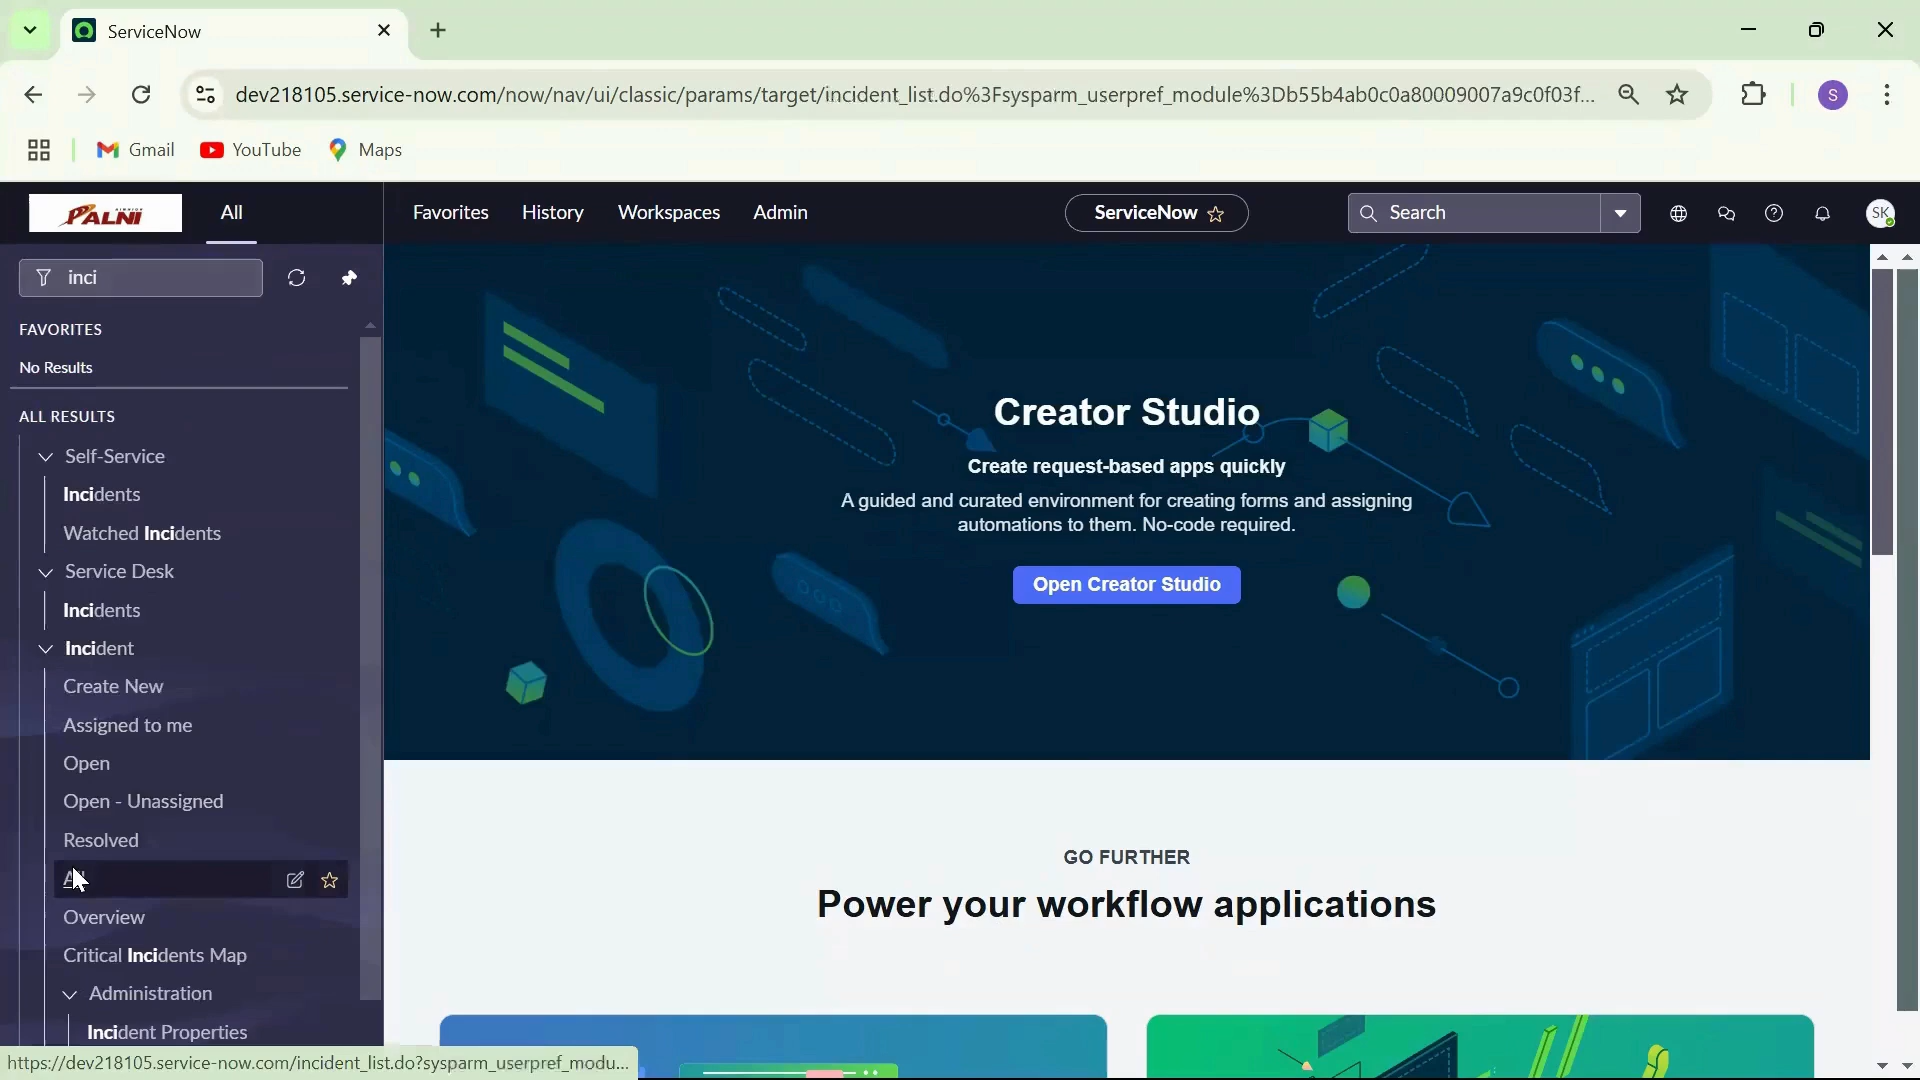 ServiceNow
dev218105.service-now.com/now/nav/ui/classic/params/target/incident_list.do%3Fsysparm_userpref_module%3Db55b4ab0c0a80009007a9c0f03f...
S
Gmail
YouTube
Maps
PALNI
All
Favorites
History
Workspaces
Admin
ServiceNow
Search
SK
inci
FAVORITES
No Results
ALL RESULTS
Self-Service
Incidents
Watched Incidents
Service Desk
Incidents
Incident
Create New
Assigned to me
Open
Open - Unassigned
Resolved
All
Overview
Critical Incidents Map
Administration
Incident Properties
https://dev218105.service-now.com/incident_list.do?sysparm_userpref_modu...
Creator Studio
Create request-based apps quickly
A guided and curated environment for creating forms and assigning
automations to them. No-code required.
Open Creator Studio
GO FURTHER
Power your workflow applications